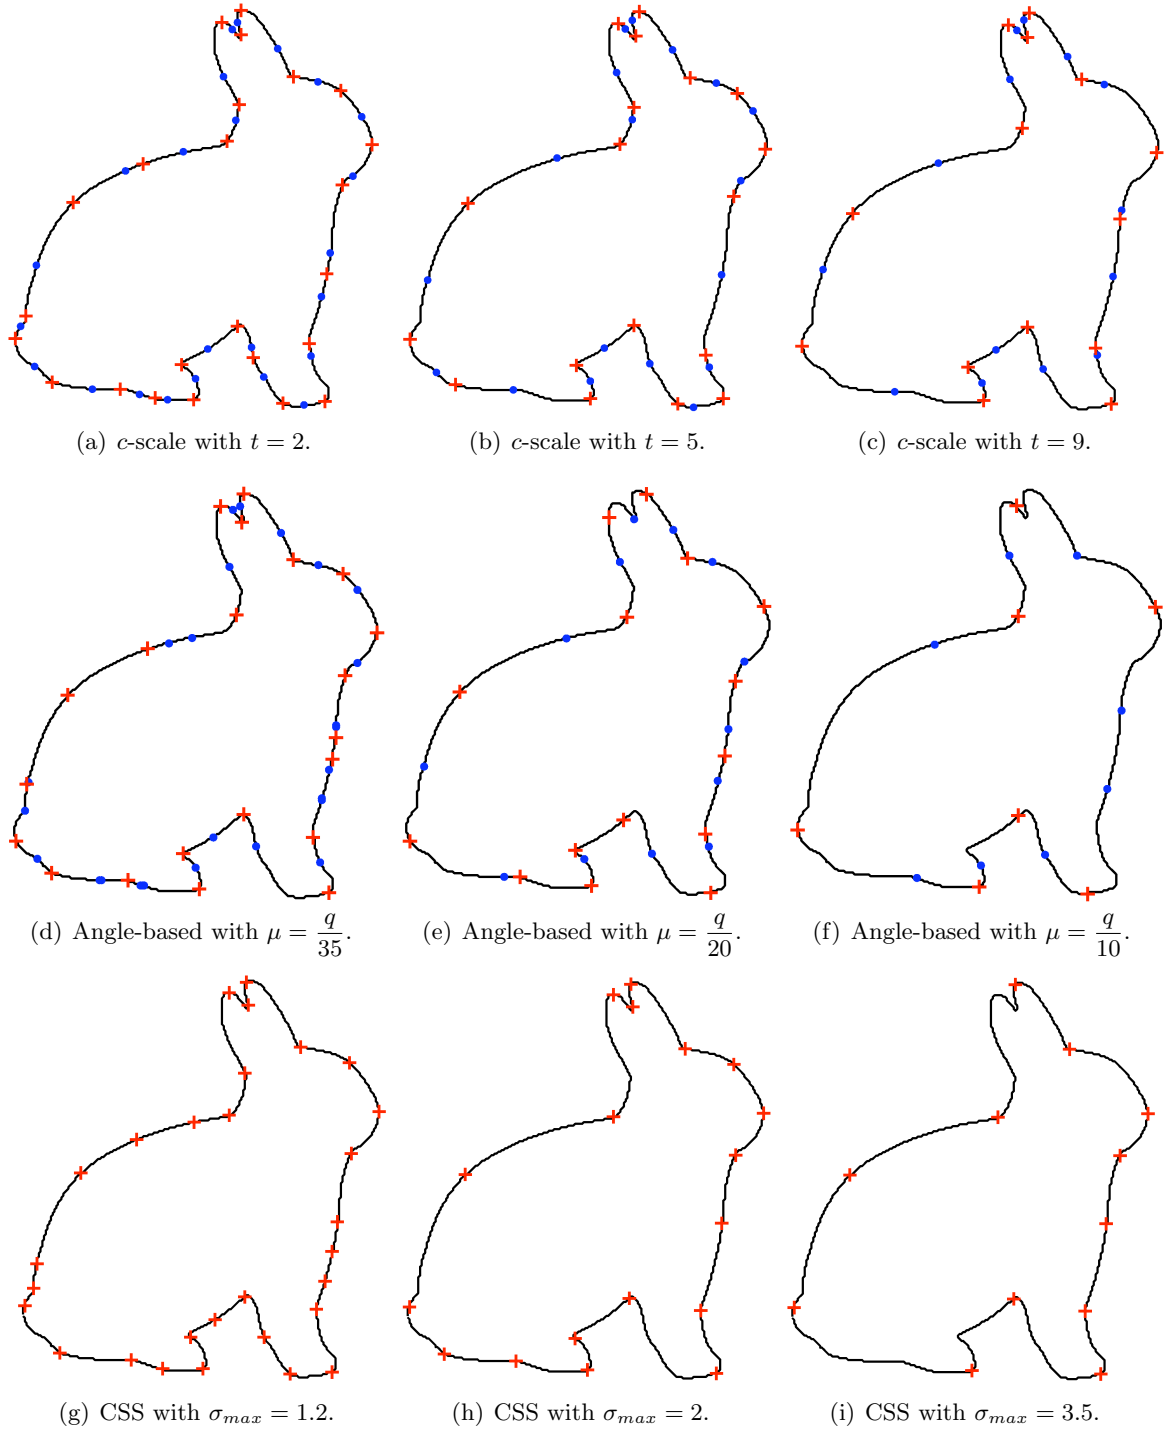 (a) c-scale with t = 2.
(b) c-scale with t = 5.
(c) c-scale with t = 9.
(d) Angle-based with μ = q/35.
(e) Angle-based with μ = q/20.
(f) Angle-based with μ = q/10.
(g) CSS with σmax = 1.2.
(h) CSS with σmax = 2.
(i) CSS with σmax = 3.5.